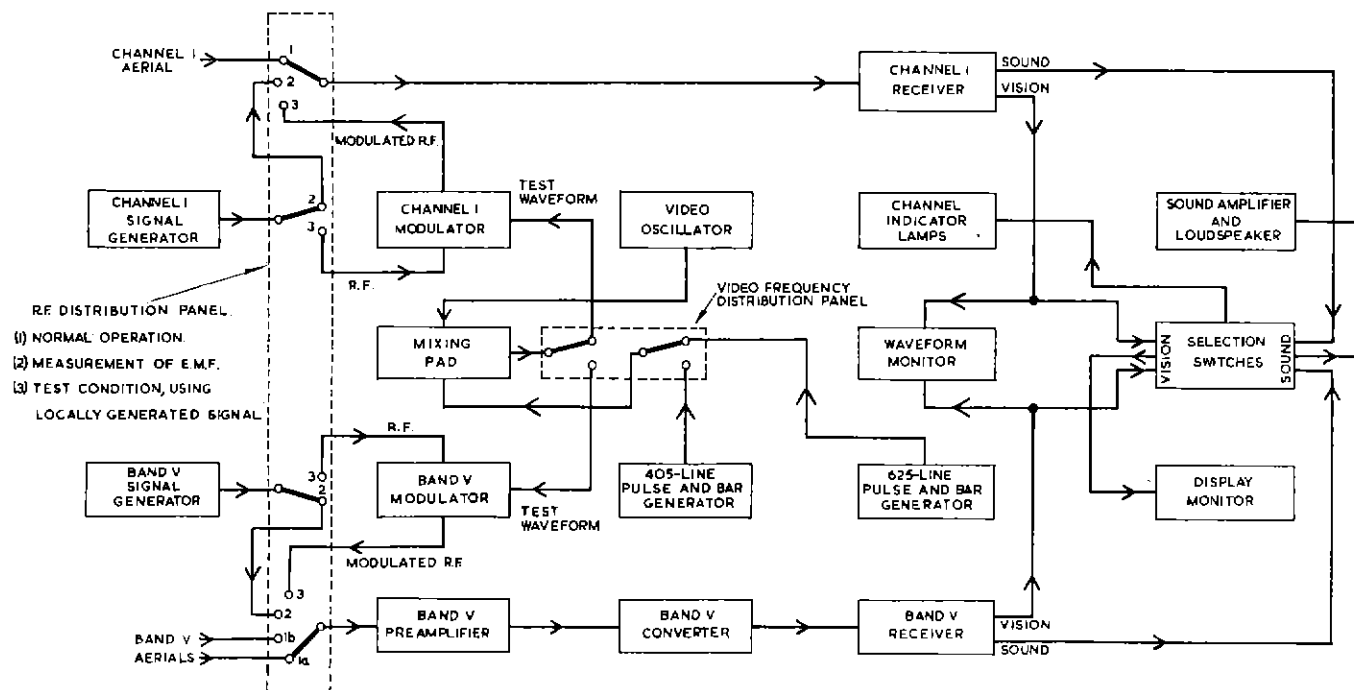 CHANNEL 1
AERIAL
1
2
3
MODULATED R.F.
CHANNEL 1
RECEIVER
SOUND
VISION
CHANNEL 1
SIGNAL
GENERATOR
2
3
R.F.
CHANNEL 1
MODULATOR
TEST
WAVEFORM
VIDEO
OSCILLATOR
CHANNEL
INDICATOR
LAMPS
SOUND AMPLIFIER
AND
LOUDSPEAKER
R.F. DISTRIBUTION PANEL.
(1) NORMAL OPERATION.
(2) MEASUREMENT OF E.M.F.
(3) TEST CONDITION, USING
LOCALLY GENERATED SIGNAL
MIXING
PAD
VIDEO FREQUENCY
DISTRIBUTION PANEL
WAVEFORM
MONITOR
VISION
SELECTION
SWITCHES
SOUND
BAND V
SIGNAL
GENERATOR
3
2
R.F.
BAND V
MODULATOR
TEST
WAVEFORM
405-LINE
PULSE AND BAR
GENERATOR
625-LINE
PULSE AND BAR
GENERATOR
DISPLAY
MONITOR
MODULATED R.F.
3
2
1b
1a
BAND V
AERIALS
BAND V
PREAMPLIFIER
BAND V
CONVERTER
BAND V
RECEIVER
VISION
SOUND